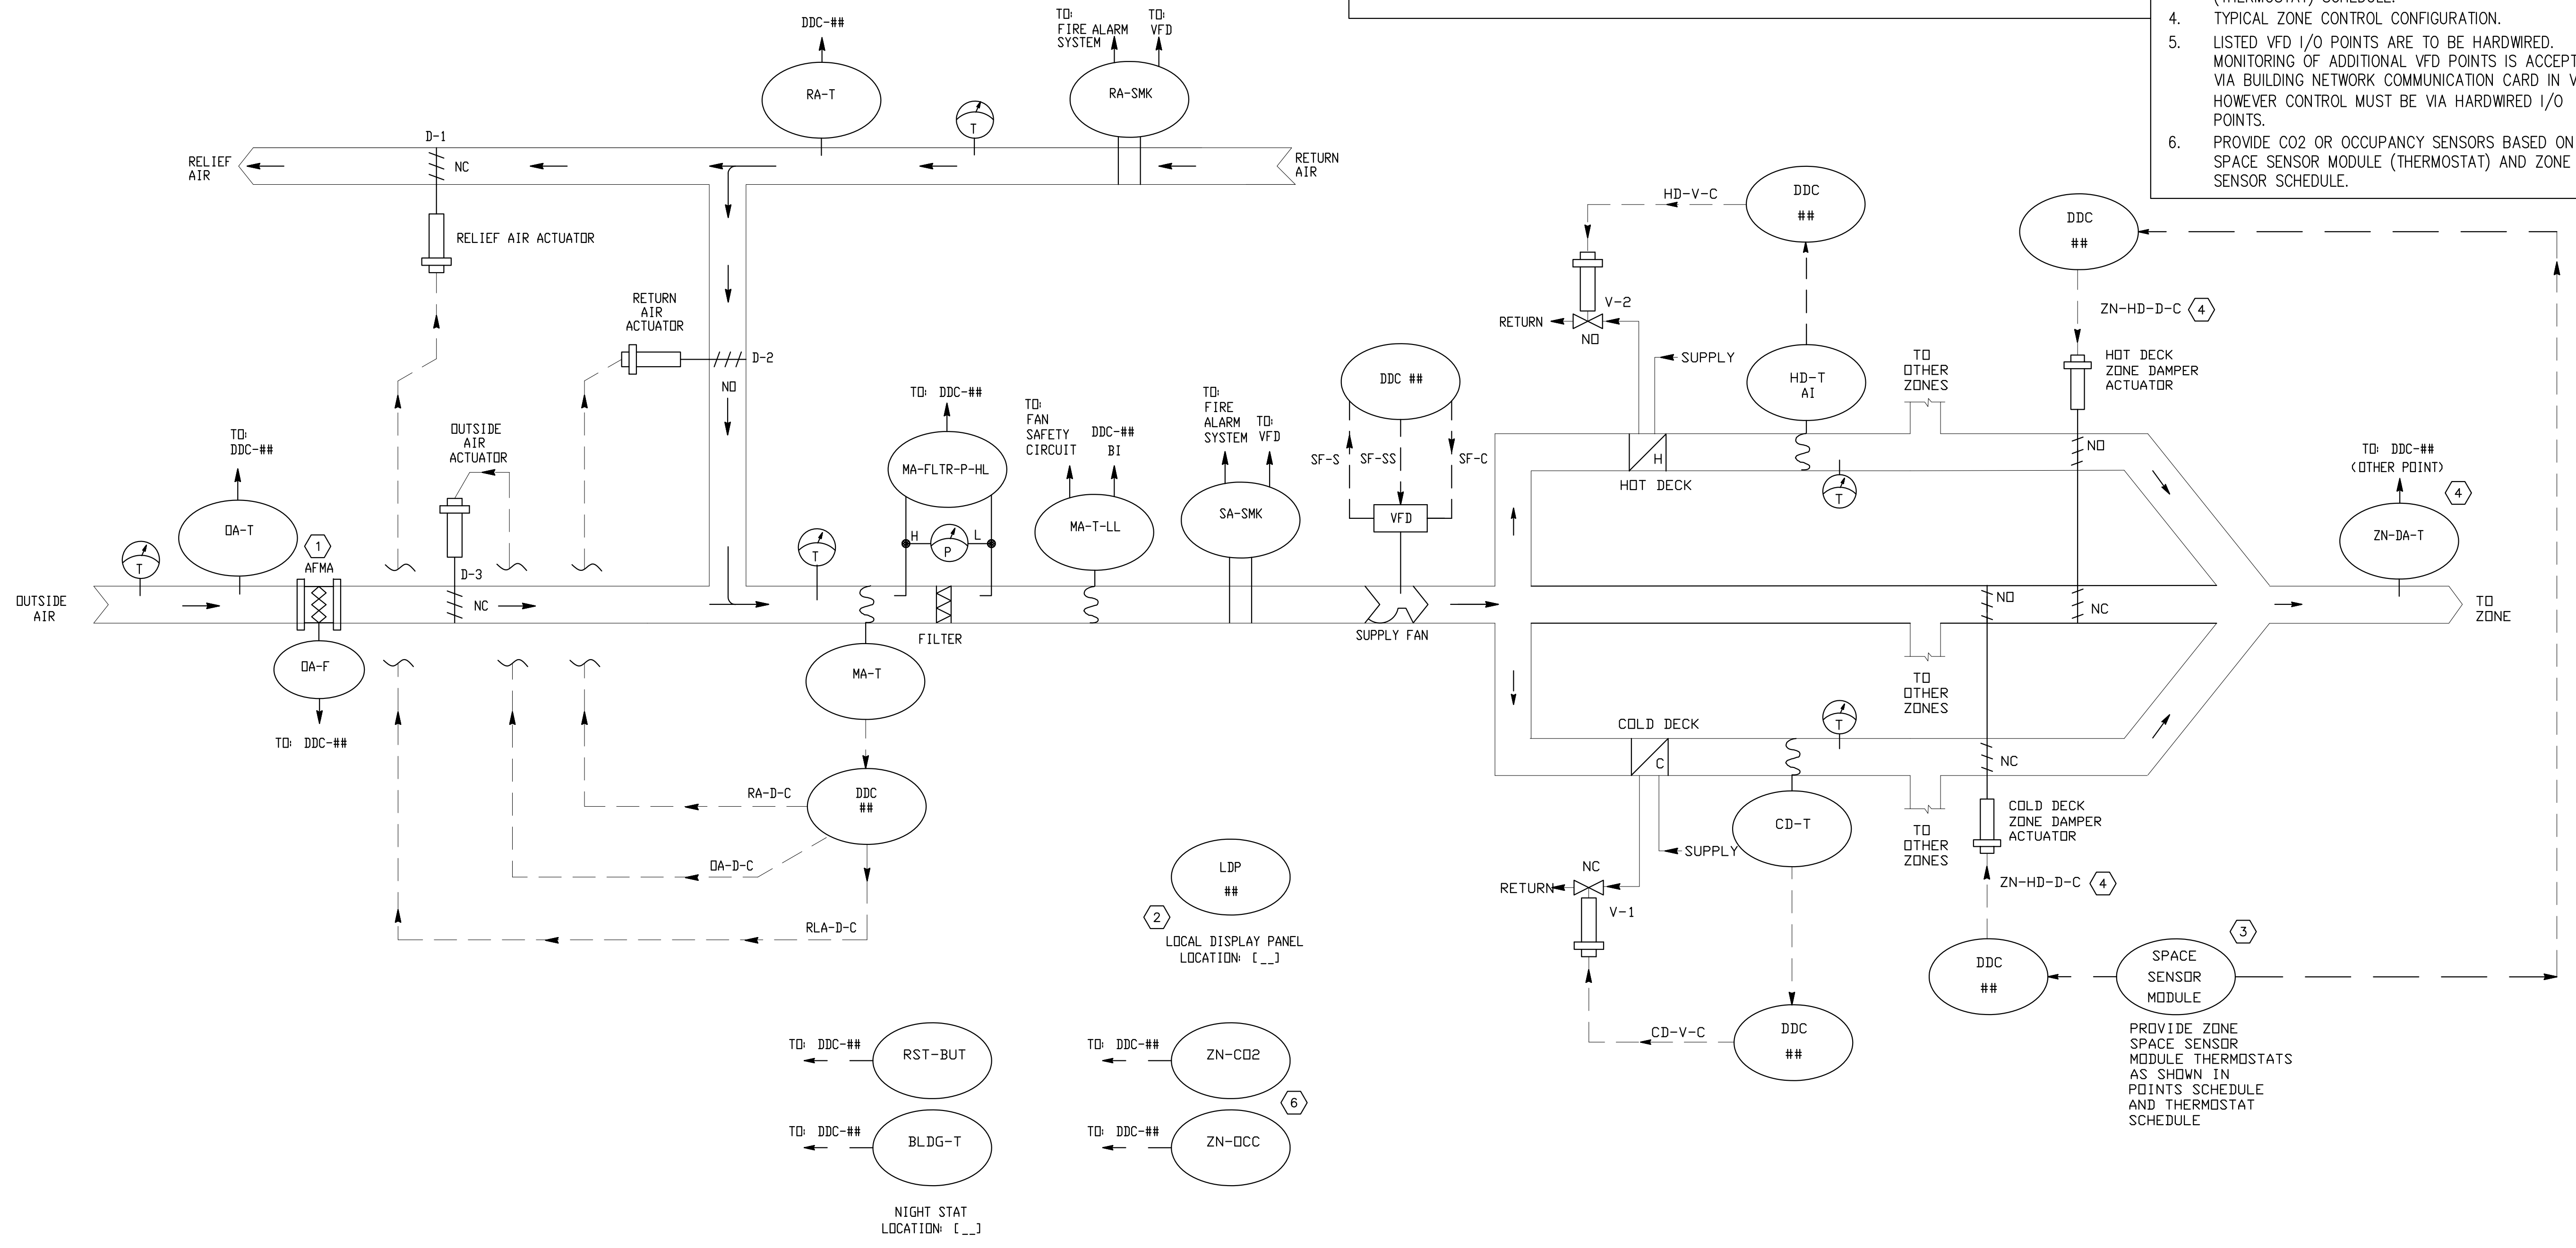 (THERMOSTAT) SCHEDULE.
4. TYPICAL ZONE CONTROL CONFIGURATION.
5. LISTED VFD I/O POINTS ARE TO BE HARDWIRED.
MONITORING OF ADDITIONAL VFD POINTS IS ACCEPT
VIA BUILDING NETWORK COMMUNICATION CARD IN V
HOWEVER CONTROL MUST BE VIA HARDWIRED I/O
POINTS.
6. PROVIDE CO2 OR OCCUPANCY SENSORS BASED ON
SPACE SENSOR MODULE (THERMOSTAT) AND ZONE
SENSOR SCHEDULE.
DDC-##
RA-T
T
TO:
FIRE ALARM
SYSTEM
TO:
VFD
RA-SMK
D-1
NC
RELIEF
AIR
RETURN
AIR
RELIEF AIR ACTUATOR
RETURN
AIR
ACTUATOR
D-2
NO
OUTSIDE
AIR
ACTUATOR
D-3
NC
TO:
DDC-##
OA-T
T
1
AFMA
OUTSIDE
AIR
OA-F
TO: DDC-##
TO: DDC-##
MA-FLTR-P-HL
H
P
L
T
FILTER
MA-T
DDC
##
RA-D-C
OA-D-C
RLA-D-C
TO:
FAN
SAFETY
CIRCUIT
DDC-##
BI
MA-T-LL
TO:
FIRE
ALARM
SYSTEM
TO:
VFD
SA-SMK
DDC ##
SF-S
SF-SS
SF-C
VFD
SUPPLY FAN
HD-V-C
DDC
##
V-2
RETURN
NO
SUPPLY
HD-T
AI
H
HOT DECK
T
TO
OTHER
ZONES
DDC
##
ZN-HD-D-C
4
HOT DECK
ZONE DAMPER
ACTUATOR
NO
TO: DDC-##
(OTHER POINT)
4
ZN-DA-T
NO
NC
TO
ZONE
TO
OTHER
ZONES
COLD DECK
T
C
NC
CD-T
SUPPLY
NC
RETURN
V-1
TO
OTHER
ZONES
COLD DECK
ZONE DAMPER
ACTUATOR
ZN-HD-D-C
4
CD-V-C
DDC
##
DDC
##
SPACE
SENSOR
MODULE
3
PROVIDE ZONE
SPACE SENSOR
MODULE THERMOSTATS
AS SHOWN IN
POINTS SCHEDULE
AND THERMOSTAT
SCHEDULE
LDP
##
2
LOCAL DISPLAY PANEL
LOCATION: [__]
TO: DDC-##
RST-BUT
TO: DDC-##
ZN-CO2
6
TO: DDC-##
BLDG-T
TO: DDC-##
ZN-OCC
NIGHT STAT
LOCATION: [__]